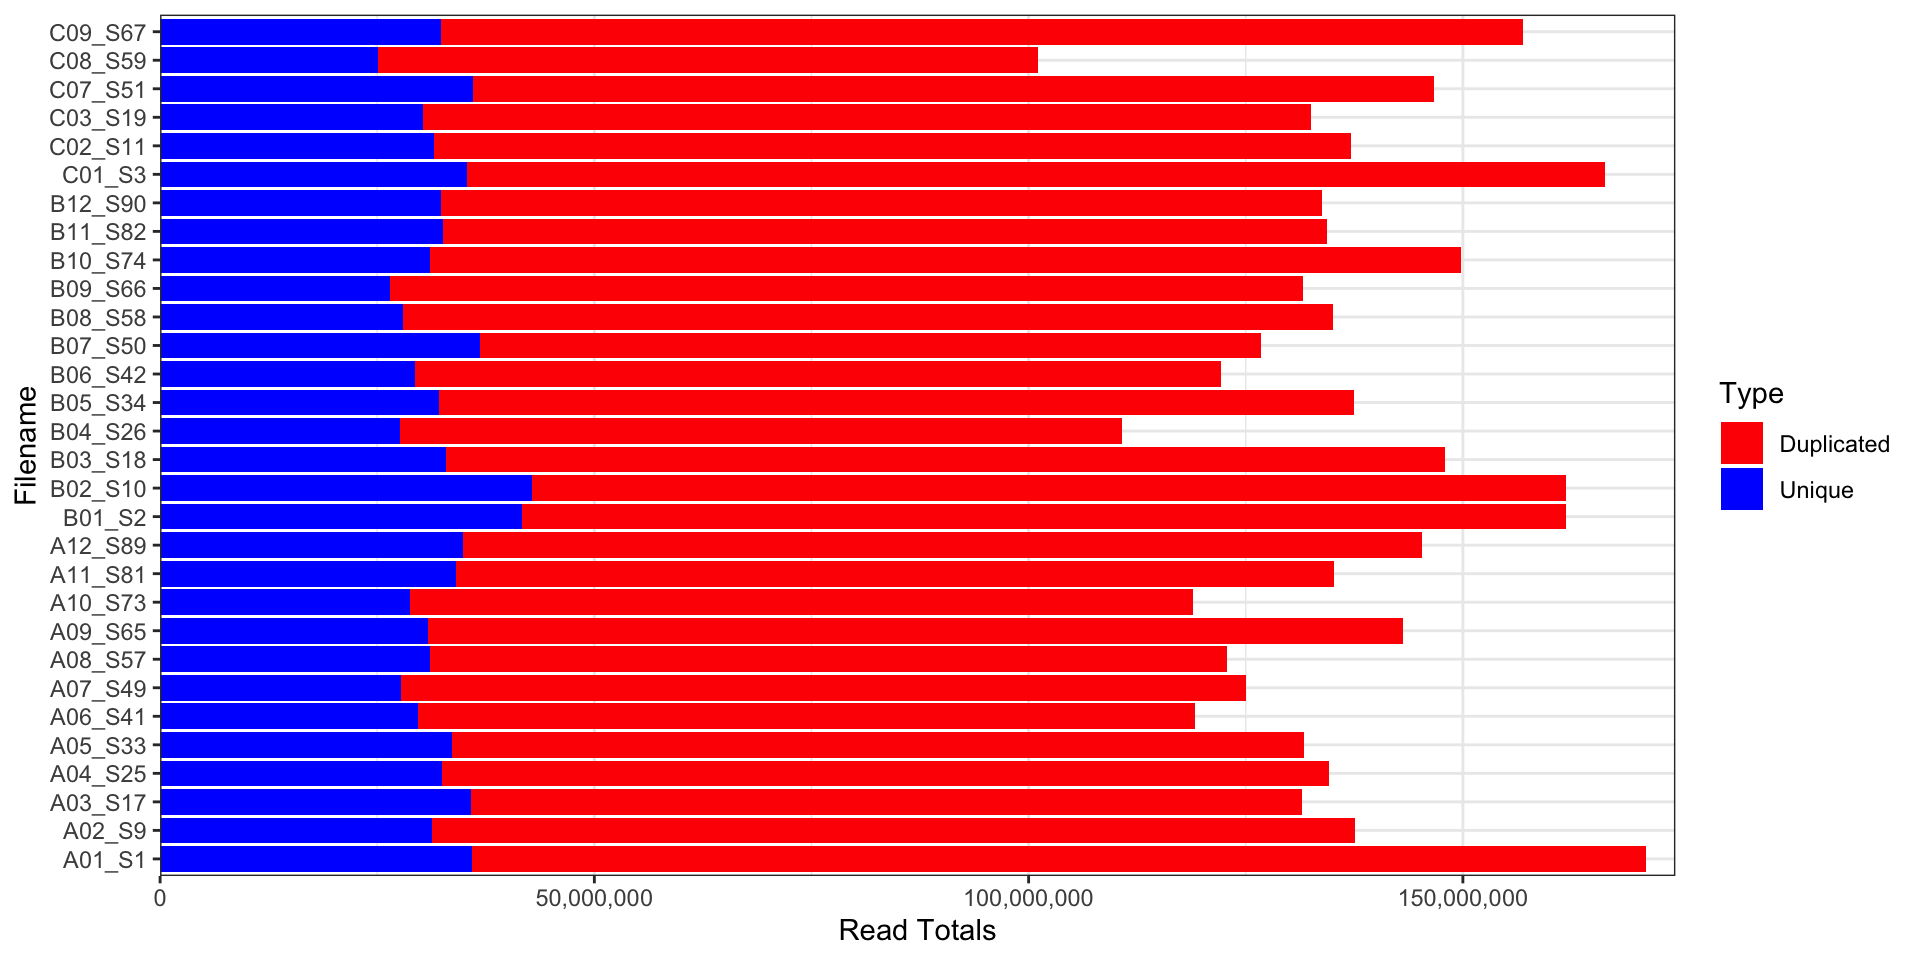 Filename
C09_S67
C08_S59
C07_S51
C03_S19
C02_S11
C01_S3
B12_S90
B11_S82
B10_S74
B09_S66
B08_S58
B07_S50
B06_S42
B05_S34
B04_S26
B03_S18
B02_S10
B01_S2
A12_S89
A11_S81
A10_S73
A09_S65
A08_S57
A07_S49
A06_S41
A05_S33
A04_S25
A03_S17
A02_S9
A01_S1
0 50,000,000 100,000,000 150,000,000
Read Totals
Type
Duplicated
Unique